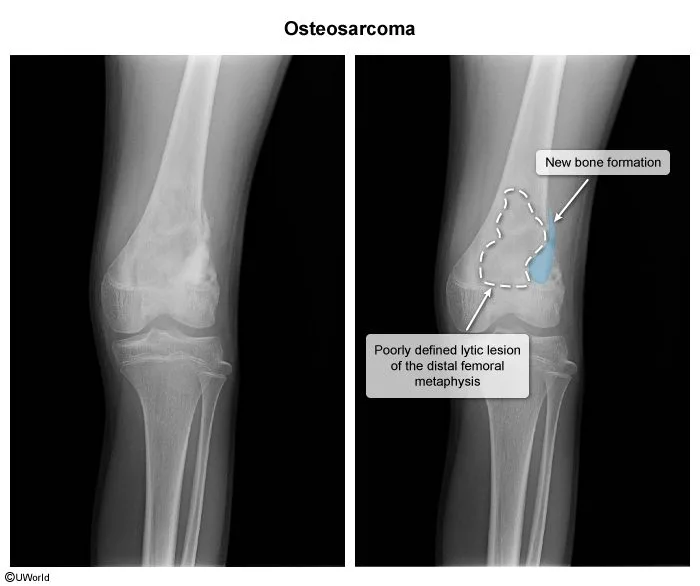 Osteosarcoma
New bone formation
Poorly defined lytic lesion
of the distal femoral
metaphysis
©UWorld